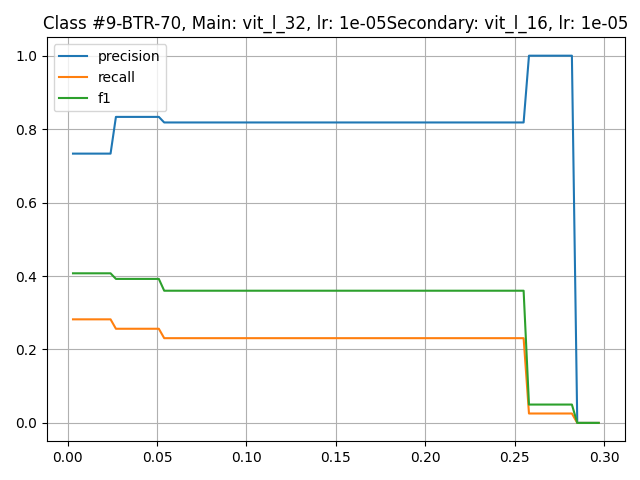 Class #9-BTR-70, Main: vit_l_32, lr: 1e-05Secondary: vit_l_16, lr: 1e-05
precision
recall
f1
1.0
0.8
0.6
0.4
0.2
0.0
0.00 0.05 0.10 0.15 0.20 0.25 0.30